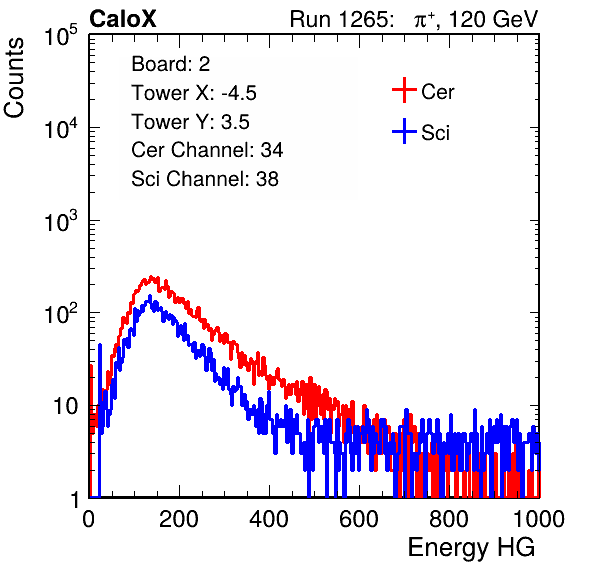 CaloX Run 1265: π⁺, 120 GeV
Counts
10⁵
10⁴
10³
10²
10
1
Board: 2
Tower X: -4.5
Tower Y: 3.5
Cer Channel: 34
Sci Channel: 38
Cer
Sci
0 200 400 600 800 1000
Energy HG